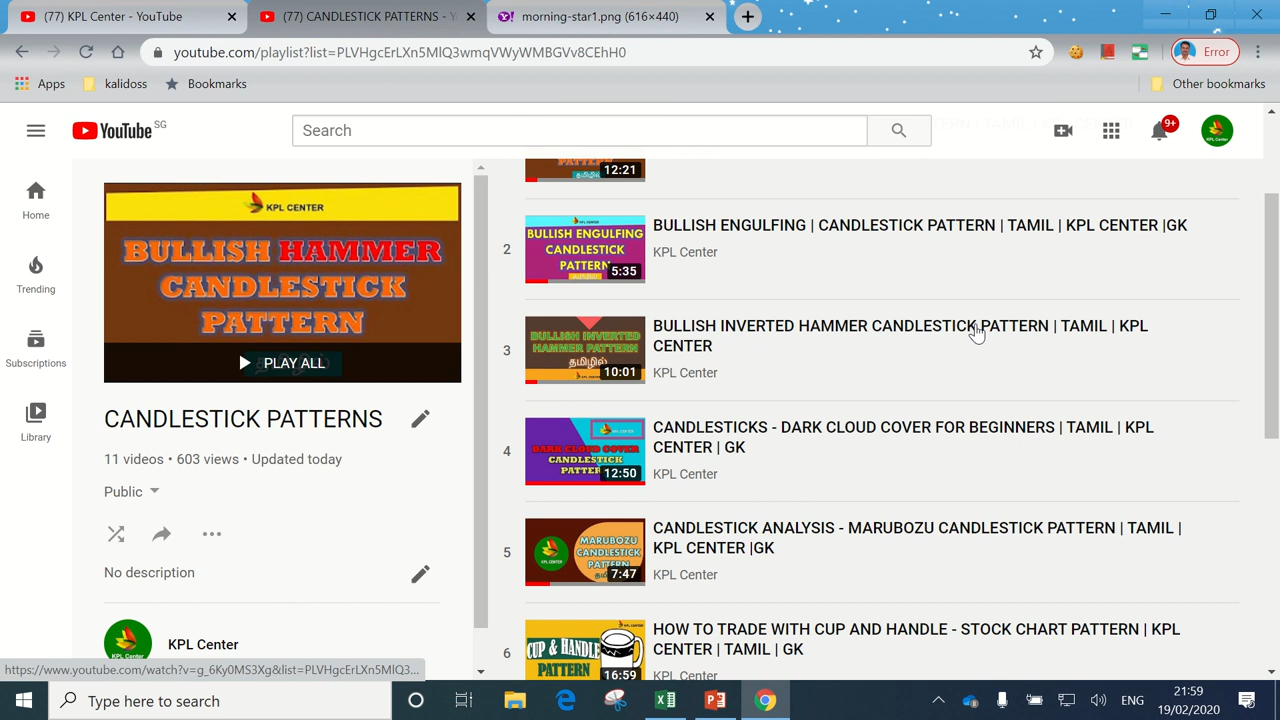 (77) KPL Center - YouTube
(77) CANDLESTICK PATTERNS - Y
morning-star1.png (616×440)
youtube.com/playlist?list=PLVHgcErLXn5MlQ3wmqVWyWMBGVv8CEhH0
Error
Apps
kalidoss
Bookmarks
Other bookmarks
YouTube SG
Search
9+
KPL Center
Home
Trending
Subscriptions
Library
KPL CENTER
BULLISH HAMMER
CANDLESTICK
PATTERN
PLAY ALL
CANDLESTICK PATTERNS
11 videos • 603 views • Updated today
Public
No description
KPL Center
https://www.youtube.com/watch?v=g_6Ky0MS3Xg&list=PLVHgcErLXn5MlQ3...
தமிழில்
12:21
2
KPL CENTER
BULLISH ENGULFING
CANDLESTICK
PATTERN
5:35
BULLISH ENGULFING | CANDLESTICK PATTERN | TAMIL | KPL CENTER |GK
KPL Center
3
BULLISH INVERTED
HAMMER PATTERN
தமிழில்
10:01
BULLISH INVERTED HAMMER CANDLESTICK PATTERN | TAMIL | KPL
CENTER
KPL Center
4
DARK CLOUD COVER
CANDLESTICK
PATTER
12:50
CANDLESTICKS - DARK CLOUD COVER FOR BEGINNERS | TAMIL | KPL
CENTER | GK
KPL Center
5
MARUBOZU
CANDLESTICK
PATTERN
7:47
CANDLESTICK ANALYSIS - MARUBOZU CANDLESTICK PATTERN | TAMIL |
KPL CENTER |GK
KPL Center
6
CUP & HANDLE
PATTERN
16:59
HOW TO TRADE WITH CUP AND HANDLE - STOCK CHART PATTERN | KPL
CENTER | TAMIL | GK
KPL Center
Type here to search
ENG
21:59
19/02/2020